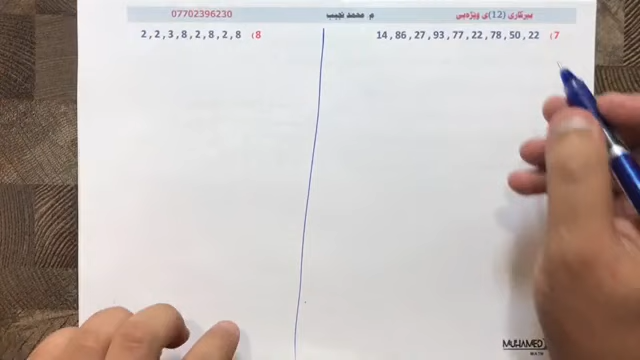 بیرکاری (12)ی وێژەیی م. محمد نجيب 07702396230
7) 14 , 86 , 27 , 93 , 77 , 22 , 78 , 50 , 22
8) 2 , 2 , 3 , 8 , 2 , 8 , 2 , 8
MUHAMED
MATH